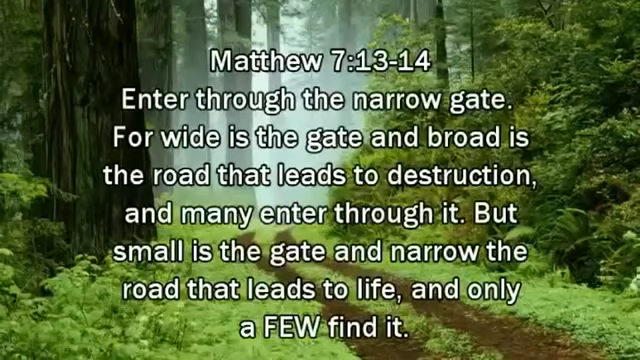 Matthew 7:13-14
Enter through the narrow gate.
For wide is the gate and broad is
the road that leads to destruction,
and many enter through it. But
small is the gate and narrow the
road that leads to life, and only
a FEW find it.